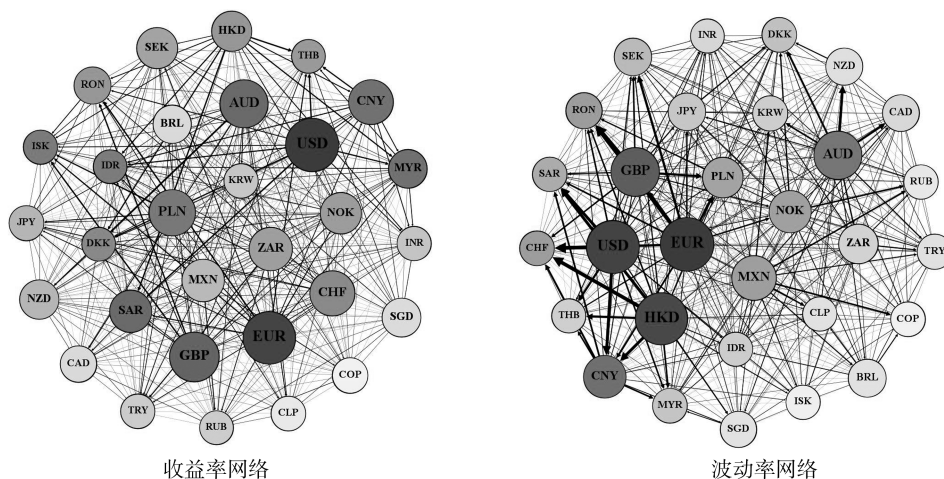 HKD
SEK
THB
RON
AUD
CNY
BRL
USD
ISK
IDR
MYR
KRW
PLN
NOK
JPY
DKK
ZAR
INR
MXN
NZD
CHF
SAR
SGD
EUR
GBP
CAD
COP
TRY
CLP
RUB
收益率网络
INR
DKK
SEK
NZD
RON
JPY
KRW
CAD
AUD
GBP
SAR
PLN
RUB
NOK
CHF
USD
EUR
ZAR
TRY
MXN
THB
HKD
CLP
COP
IDR
CNY
BRL
MYR
ISK
SGD
波动率网络